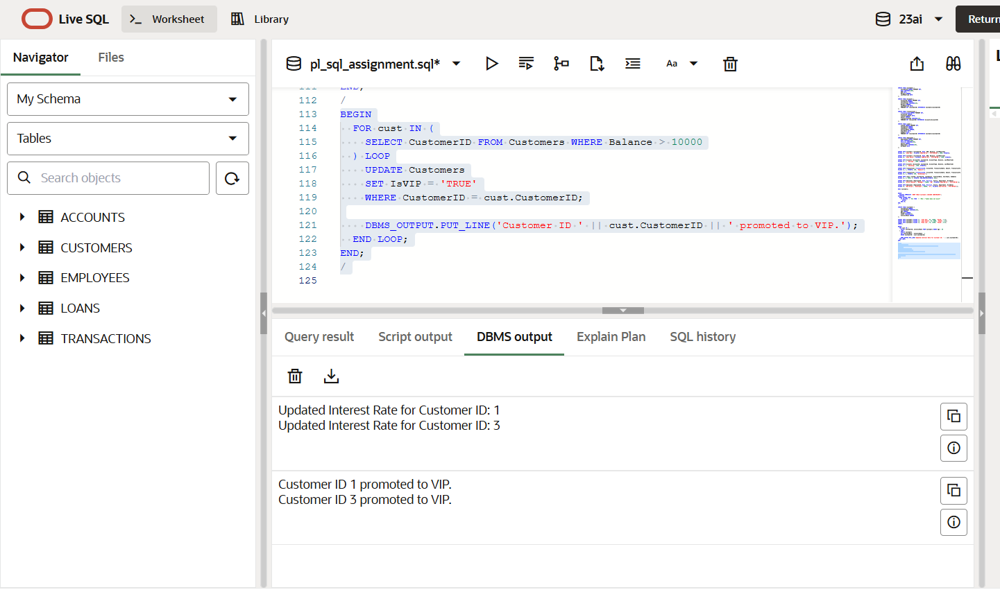 Live SQL
Worksheet
Library
23ai
Return
Navigator
Files
My Schema
Tables
Search objects
ACCOUNTS
CUSTOMERS
EMPLOYEES
LOANS
TRANSACTIONS
pl_sql_assignment.sql*
Aa
111 END;
112 /
113 BEGIN
114 FOR cust IN (
115 SELECT CustomerID FROM Customers WHERE Balance > 10000
116 ) LOOP
117 UPDATE Customers
118 SET IsVIP = 'TRUE'
119 WHERE CustomerID = cust.CustomerID;
120
121 DBMS_OUTPUT.PUT_LINE('Customer ID ' || cust.CustomerID || ' promoted to VIP.');
122 END LOOP;
123 END;
124 /
125
Query result
Script output
DBMS output
Explain Plan
SQL history
Updated Interest Rate for Customer ID: 1
Updated Interest Rate for Customer ID: 3
Customer ID 1 promoted to VIP.
Customer ID 3 promoted to VIP.